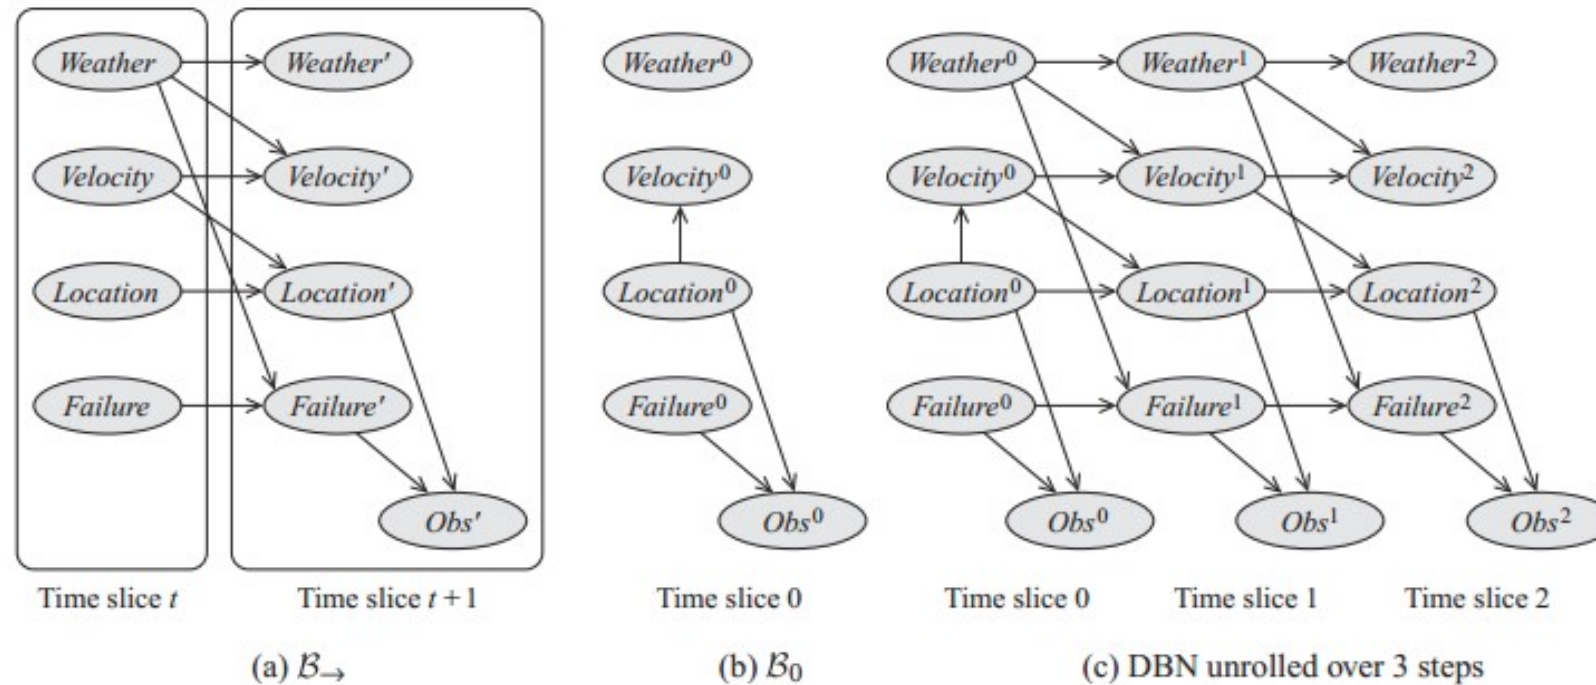 Weather Weather′ Weather⁰ Weather⁰ Weather¹ Weather²
Velocity Velocity′ Velocity⁰ Velocity⁰ Velocity¹ Velocity²
Location Location′ Location⁰ Location⁰ Location¹ Location²
Failure Failure′ Failure⁰ Failure⁰ Failure¹ Failure²
Obs′ Obs⁰ Obs⁰ Obs¹ Obs²
Time slice t Time slice t + 1 Time slice 0 Time slice 0 Time slice 1 Time slice 2
(a) ℬ→ (b) ℬ₀ (c) DBN unrolled over 3 steps